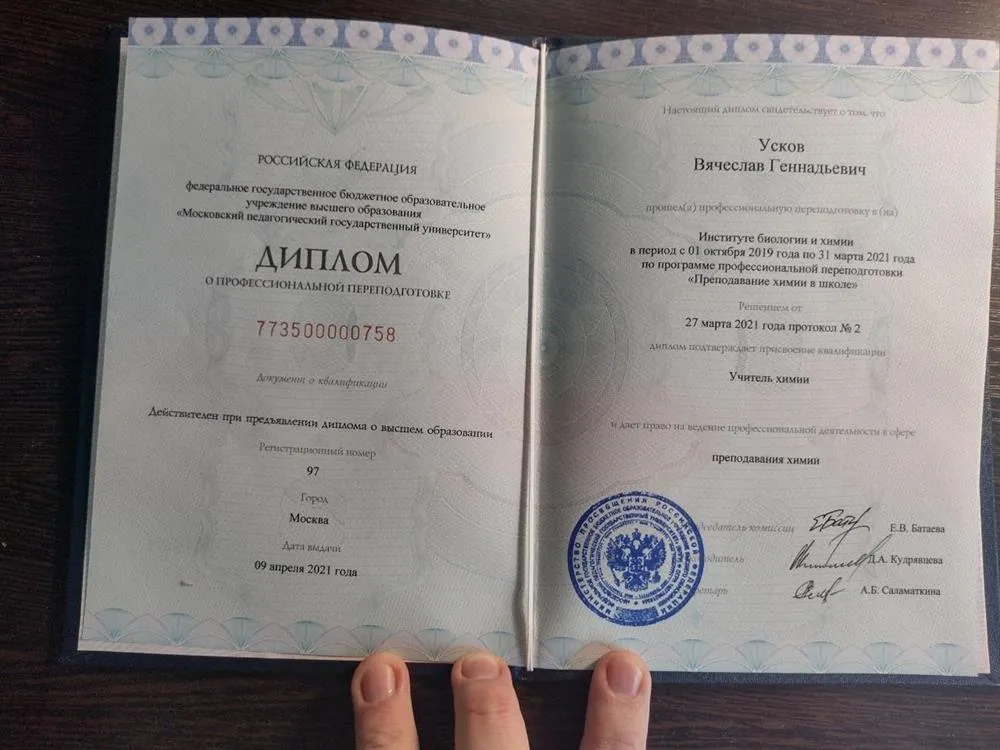 РОССИЙСКАЯ ФЕДЕРАЦИЯ
федеральное государственное бюджетное образовательное
учреждение высшего образования
«Московский педагогический государственный университет»
ДИПЛОМ
О ПРОФЕССИОНАЛЬНОЙ ПЕРЕПОДГОТОВКЕ
773500000758
Документ о квалификации
Действителен при предъявлении диплома о высшем образовании
Регистрационный номер
97
Город
Москва
Дата выдачи
09 апреля 2021 года
Настоящий диплом свидетельствует о том, что
Усков
Вячеслав Геннадьевич
прошел(а) профессиональную переподготовку в (на)
Институте биологии и химии
в период с 01 октября 2019 года по 31 марта 2021 года
по программе профессиональной переподготовки
«Преподавание химии в школе»
Решением от
27 марта 2021 года протокол № 2
диплом подтверждает присвоение квалификации
Учитель химии
и дает право на ведение профессиональной деятельности в сфере
преподавания химии
комиссии Е.В. Батаева
Д.А. Кудрявцева
А.Б. Саламаткина
МИНИСТЕРСТВО ПРОСВЕЩЕНИЯ РОССИЙСКОЙ ФЕДЕРАЦИИ